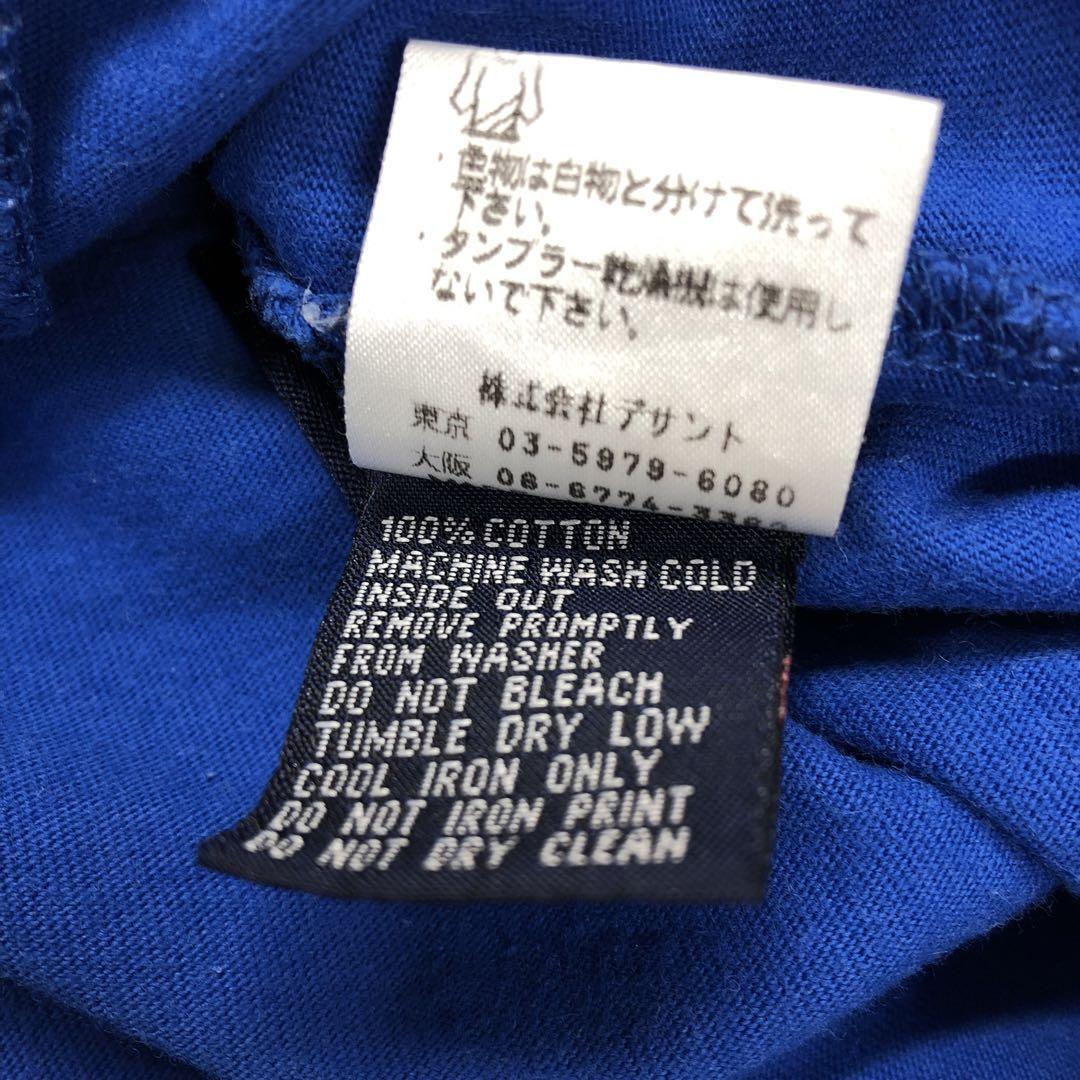 ・色物は白物と分けて洗って
下さい。
・タンブラー乾燥機は使用し
ないで下さい。
株式会社デサント
東京 03-5979-6080
大阪
100% COTTON
MACHINE WASH COLD
INSIDE OUT
REMOVE PROMPTLY
FROM WASHER
DO NOT BLEACH
TUMBLE DRY LOW
COOL IRON ONLY
DO NOT IRON PRINT
DO NOT DRY CLEAN